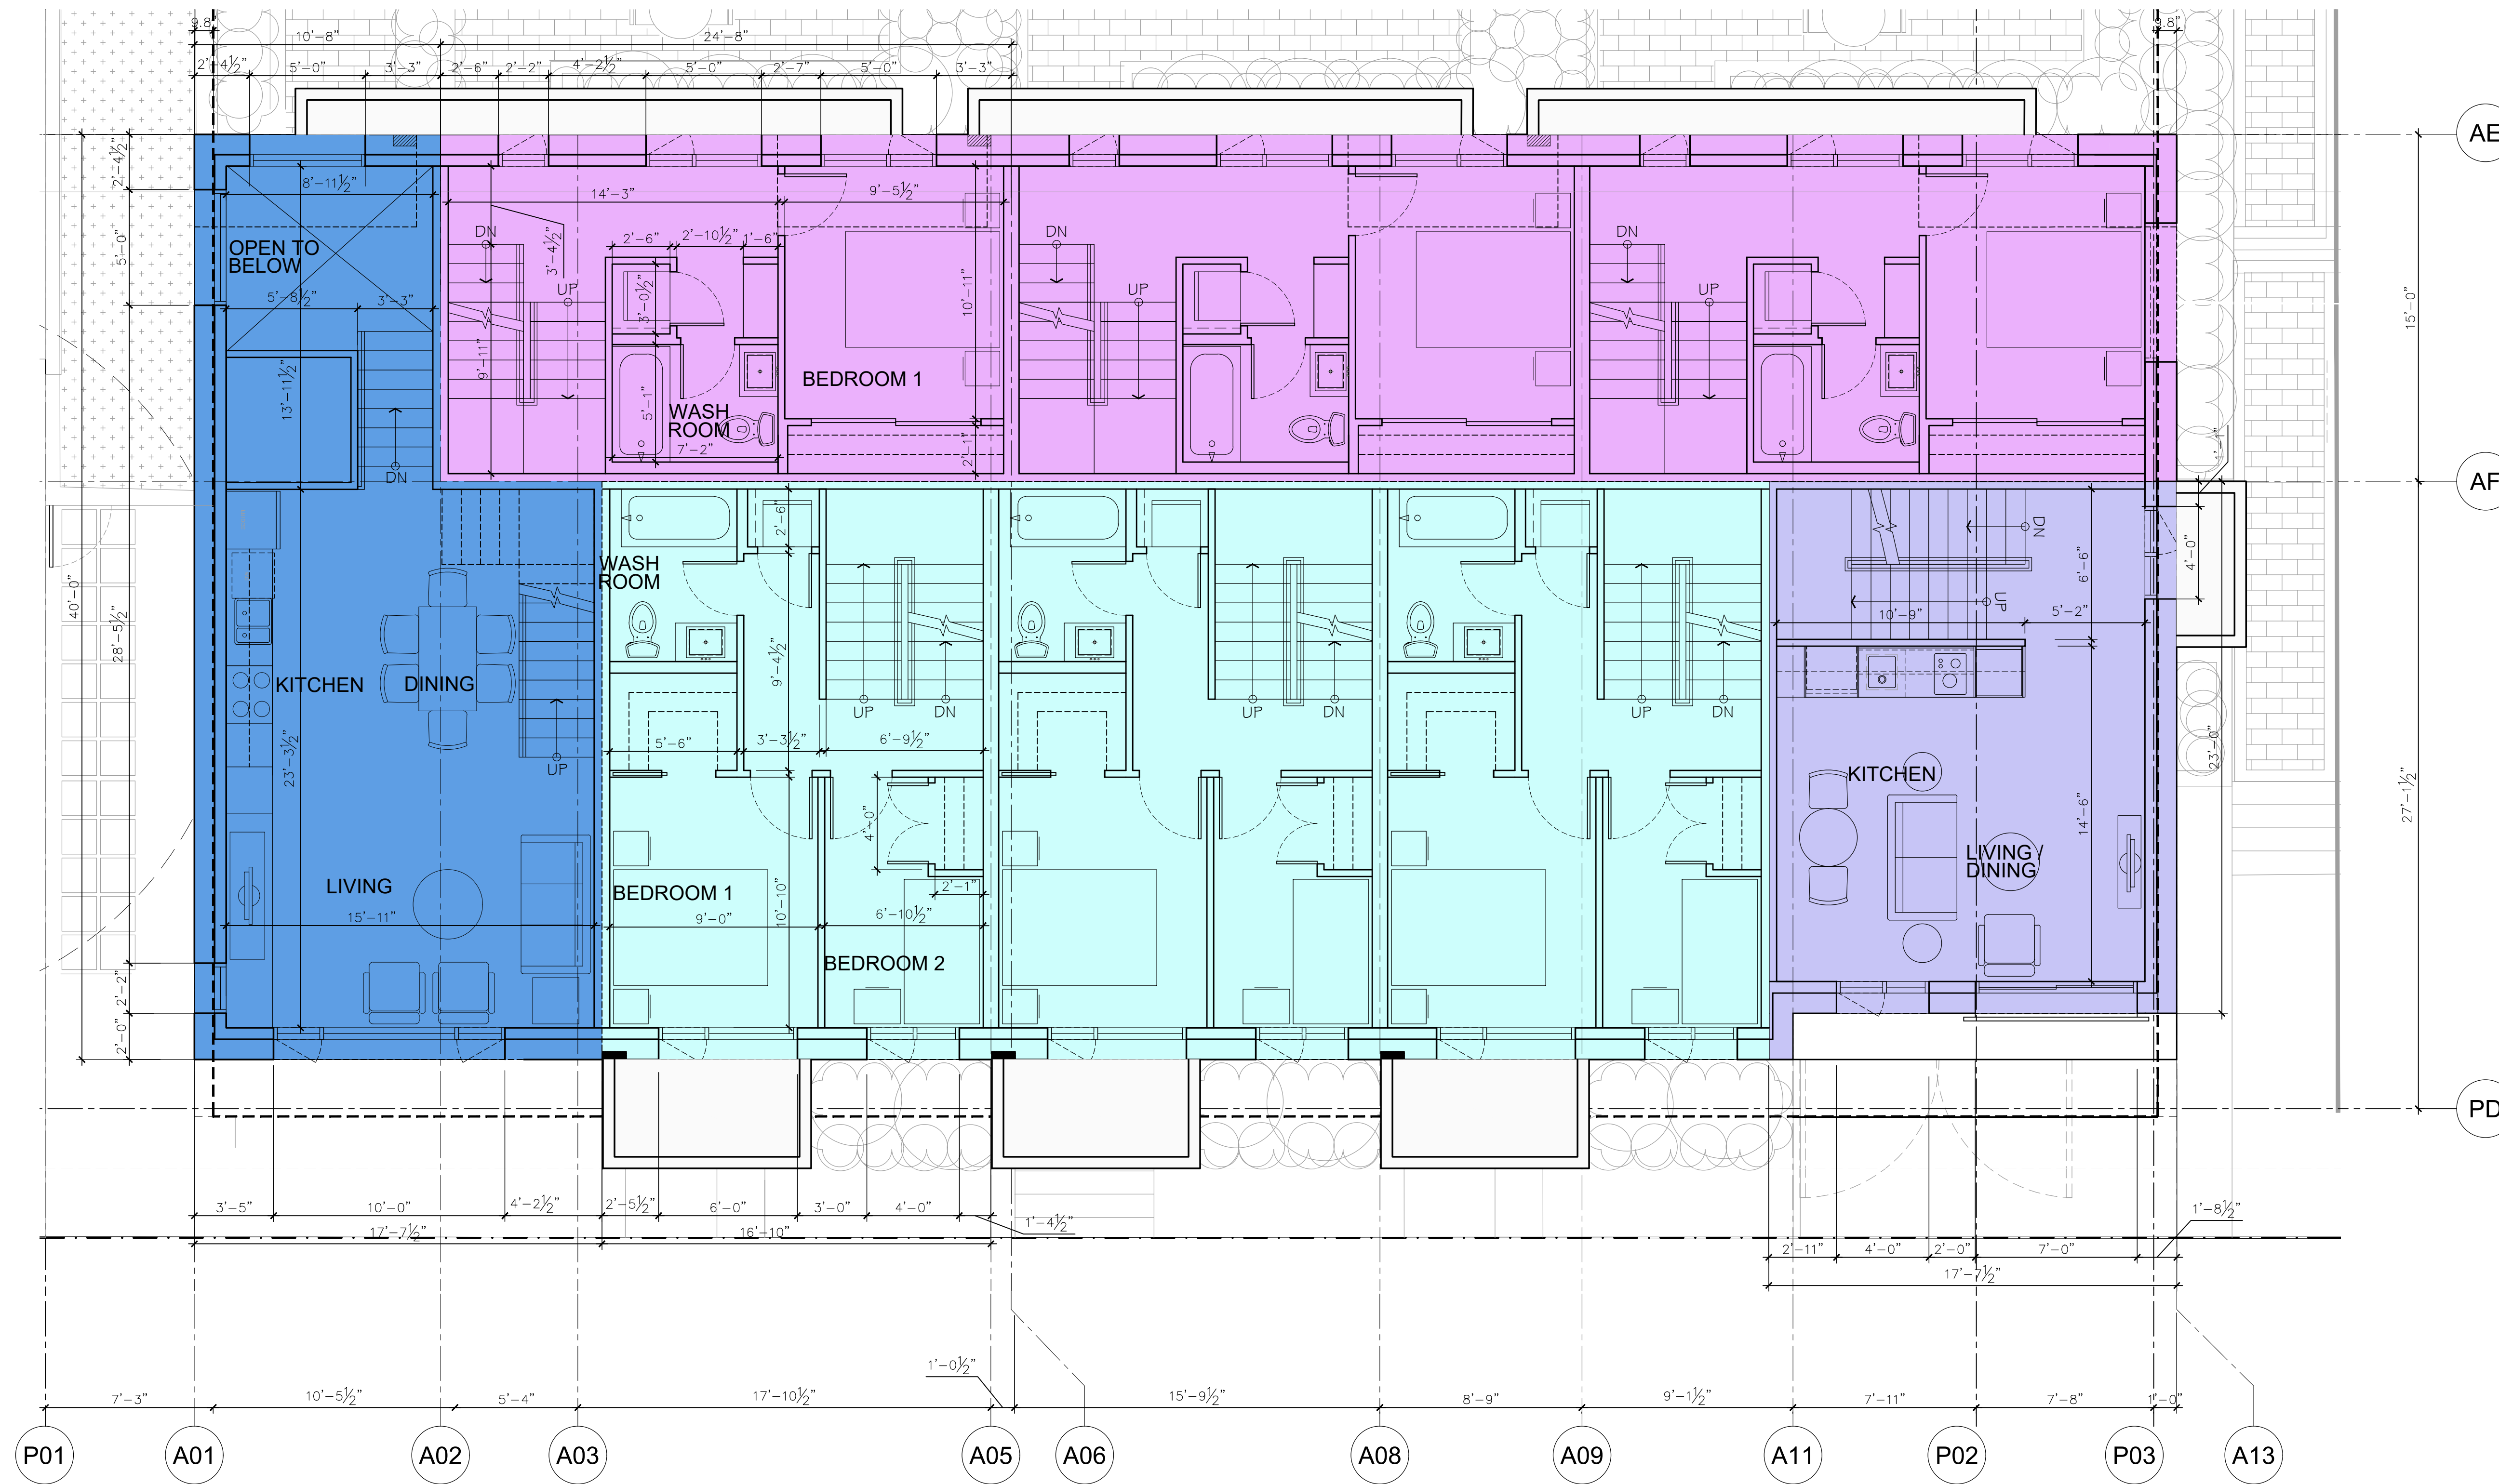 9.8"
9.8"
10'-8"
24'-8"
2'-4½"
5'-0"
3'-3"
2'-6"
2'-2"
4'-2½"
5'-0"
2'-7"
5'-0"
3'-3"
AE
2'-4½"
8'-11½"
14'-3"
9'-5½"
OPEN TO
BELOW
5'-0"
DN
3'-4½"
2'-6"
2'-10½"
1'-6"
DN
DN
5'-8½"
3'-3"
UP
3'-0½"
10'-11"
UP
UP
15'-0"
13'-11½"
9'-11"
5'-1"
BEDROOM 1
WASH
ROOM
7'-2"
2'-1"
1'-1"
DN
AF
2'-6"
DN
WASH
ROOM
6'-6"
4'-0"
40'-0"
28'-5½"
UP
10'-9"
5'-2"
9'-4½"
KITCHEN
DINING
UP
DN
UP
DN
UP
DN
5'-6"
3'-3½"
6'-9½"
UP
23'-3½"
KITCHEN
23'-0"
27'-1½"
4'-0"
14'-6"
LIVING /
DINING
LIVING
BEDROOM 1
2'-1"
15'-11"
9'-0"
10'-10"
6'-10½"
BEDROOM 2
2'-2"
2'-0"
PD
3'-5"
10'-0"
4'-2½"
2'-5½"
6'-0"
3'-0"
4'-0"
1'-4½"
1'-8½"
17'-7½"
16'-10"
2'-11"
4'-0"
2'-0"
7'-0"
17'-7½"
1'-0½"
7'-3"
10'-5½"
5'-4"
17'-10½"
15'-9½"
8'-9"
9'-1½"
7'-11"
7'-8"
1'-0"
P01
A01
A02
A03
A05
A06
A08
A09
A11
P02
P03
A13